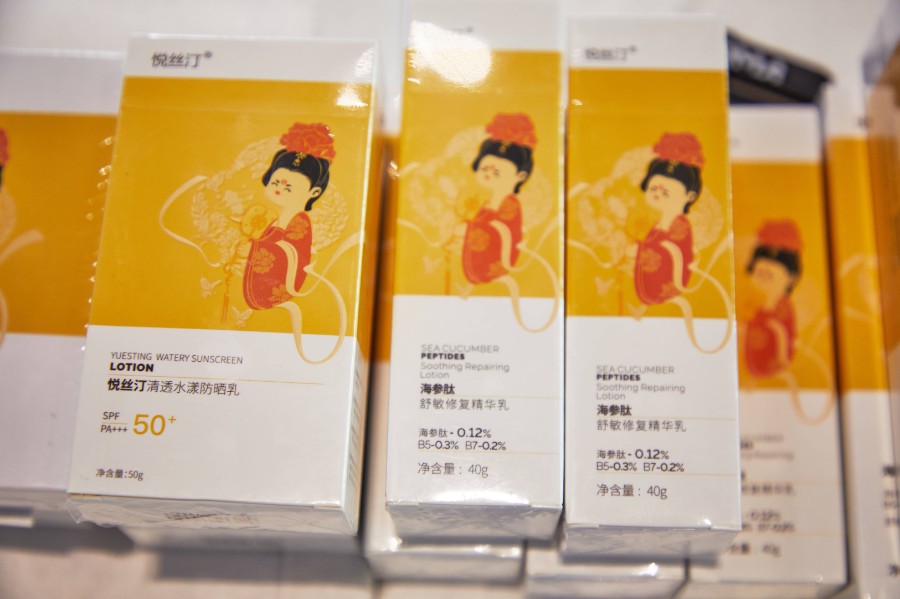 悦丝汀®
YUESTING WATERY SUNSCREEN
LOTION
悦丝汀清透水漾防晒乳
SPF
PA+++
50+
净含量:50g
SEA CUCUMBER
PEPTIDES
Soothing Repairing
Lotion
海参肽
舒敏修复精华乳
海参肽 - 0.12%
B5-0.3% B7-0.2%
净含量: 40g
悦丝汀®
SEA CUCUMBER
PEPTIDES
Soothing Repairing
Lotion
海参肽
舒敏修复精华乳
海参肽 - 0.12%
B5-0.3% B7-0.2%
净含量: 40g